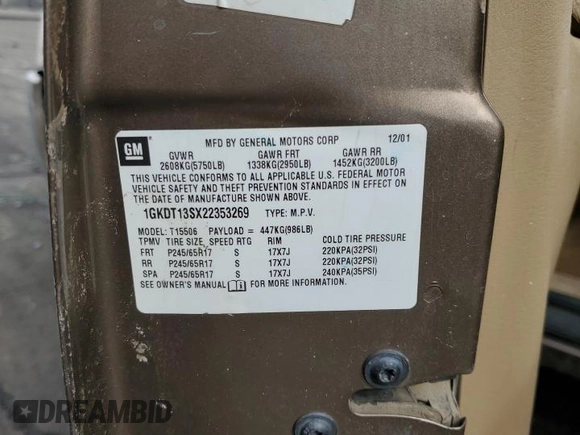 GM
MFD BY GENERAL MOTORS CORP 12/01
GVWR GAWR FRT GAWR RR
2608KG(5750LB) 1338KG(2950LB) 1452KG(3200LB)
THIS VEHICLE CONFORMS TO ALL APPLICABLE U.S. FEDERAL MOTOR
VEHICLE SAFETY AND THEFT PREVENTION STANDARDS IN EFFECT ON
THE DATE OF MANUFACTURE SHOWN ABOVE.
1GKDT13SX22353269 TYPE: M.P.V.
MODEL: T15506 PAYLOAD = 447KG(986LB)
TPMV TIRE SIZE SPEED RTG RIM COLD TIRE PRESSURE
FRT P245/65R17 S 17X7J 220KPA(32PSI)
RR P245/65R17 S 17X7J 220KPA(32PSI)
SPA P245/65R17 S 17X7J 240KPA(35PSI)
SEE OWNER'S MANUAL FOR MORE INFORMATION.
DREAMBID